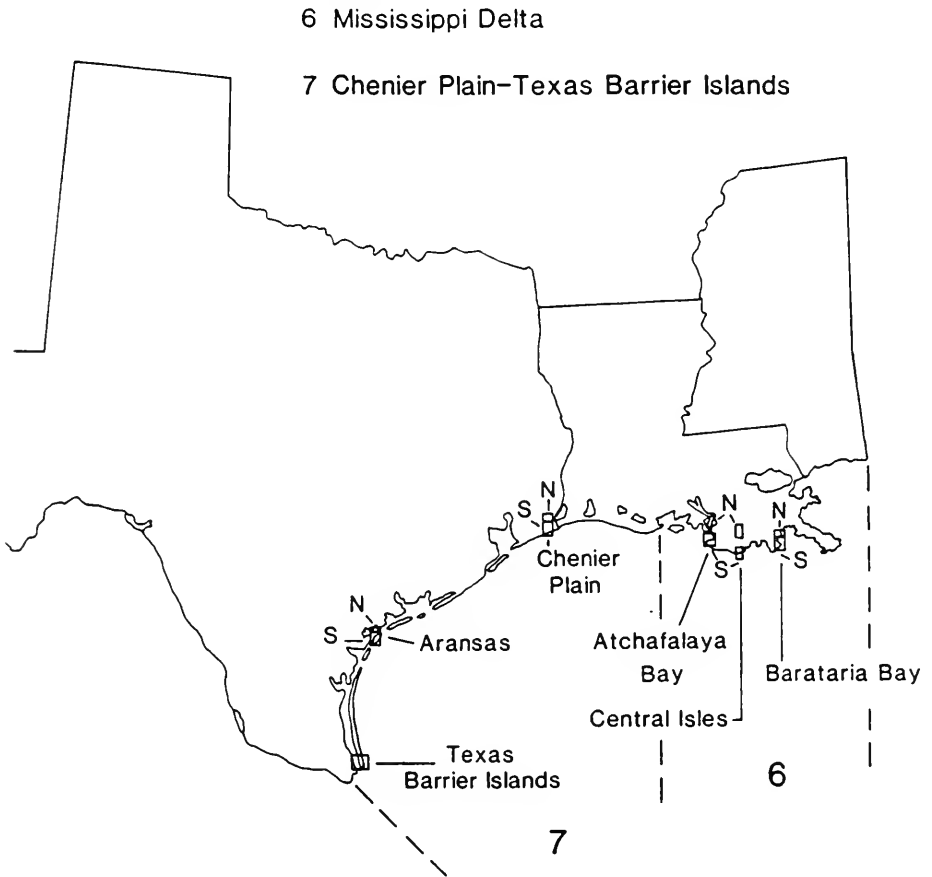 6 Mississippi Delta
7 Chenier Plain-Texas Barrier Islands
N
S
Chenier
Plain
N
S
N
S
Atchafalaya
Bay
Central Isles
Barataria Bay
N
S
Aransas
Texas
Barrier Islands
6
7